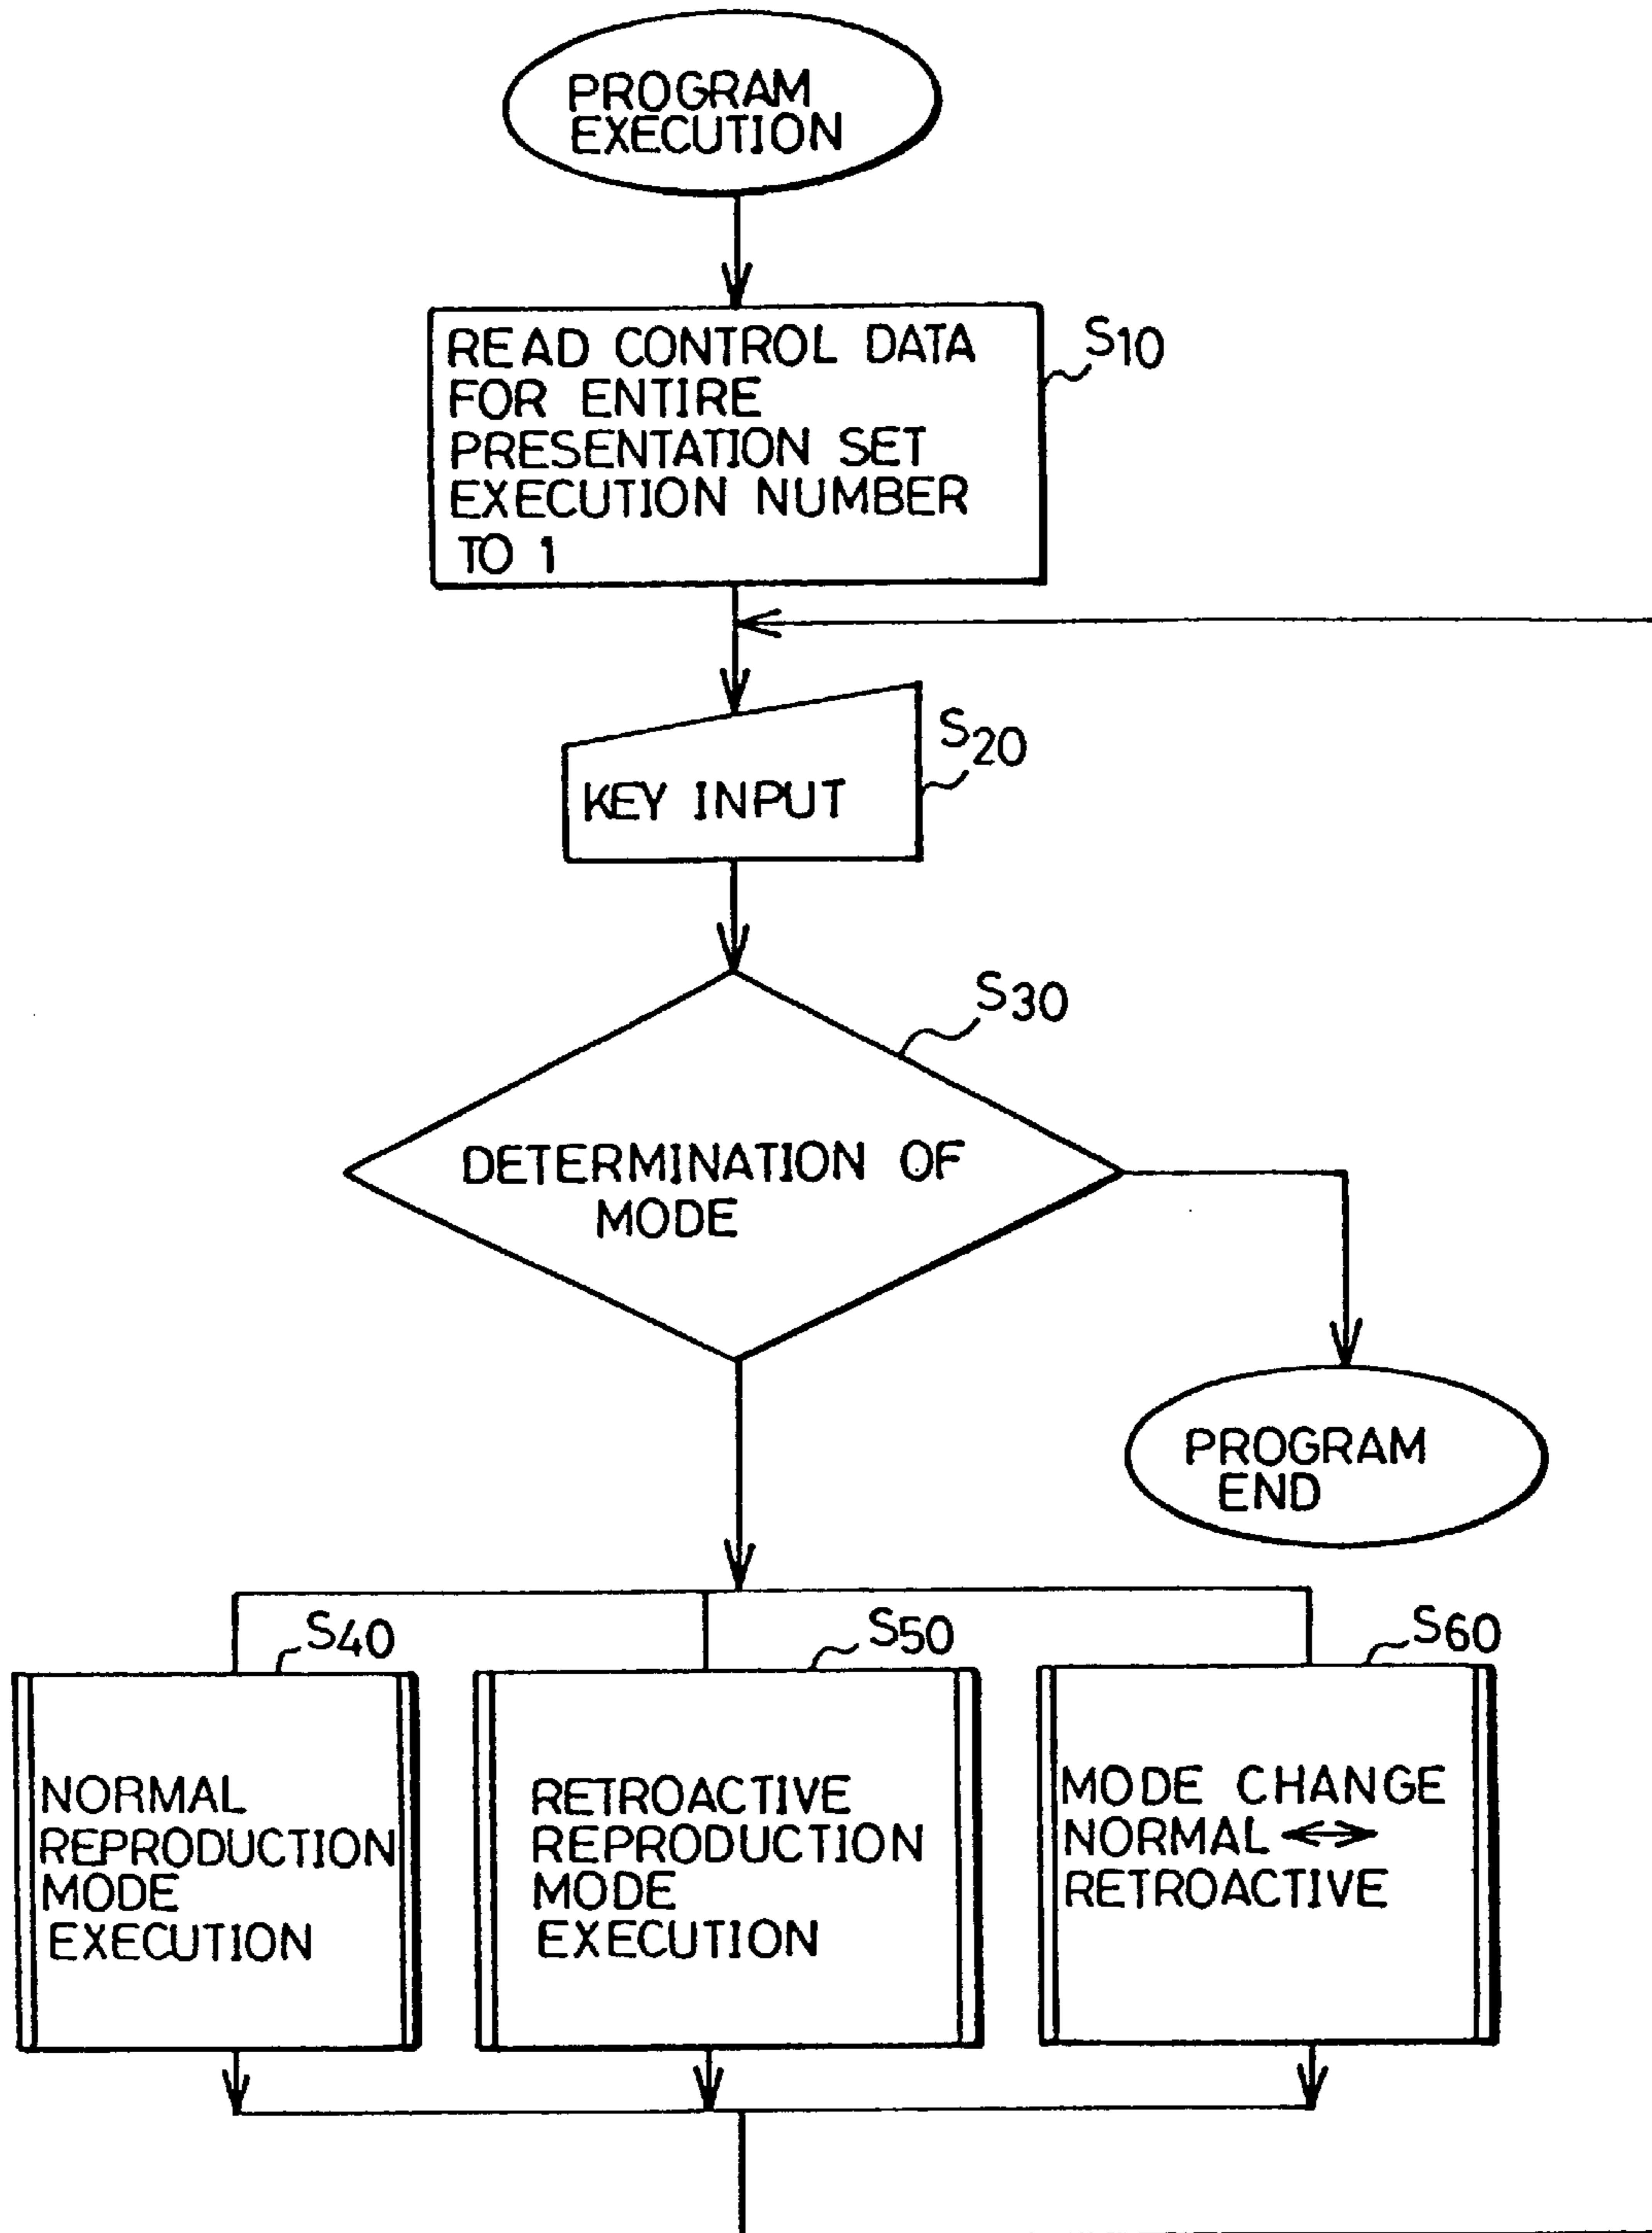 PROGRAM
EXECUTION
READ CONTROL DATA
FOR ENTIRE
PRESENTATION SET
EXECUTION NUMBER
TO 1
S10
KEY INPUT
S20
S30
DETERMINATION OF
MODE
PROGRAM
END
S40
NORMAL
REPRODUCTION
MODE
EXECUTION
S50
RETROACTIVE
REPRODUCTION
MODE
EXECUTION
S60
MODE CHANGE
NORMAL ↔
RETROACTIVE